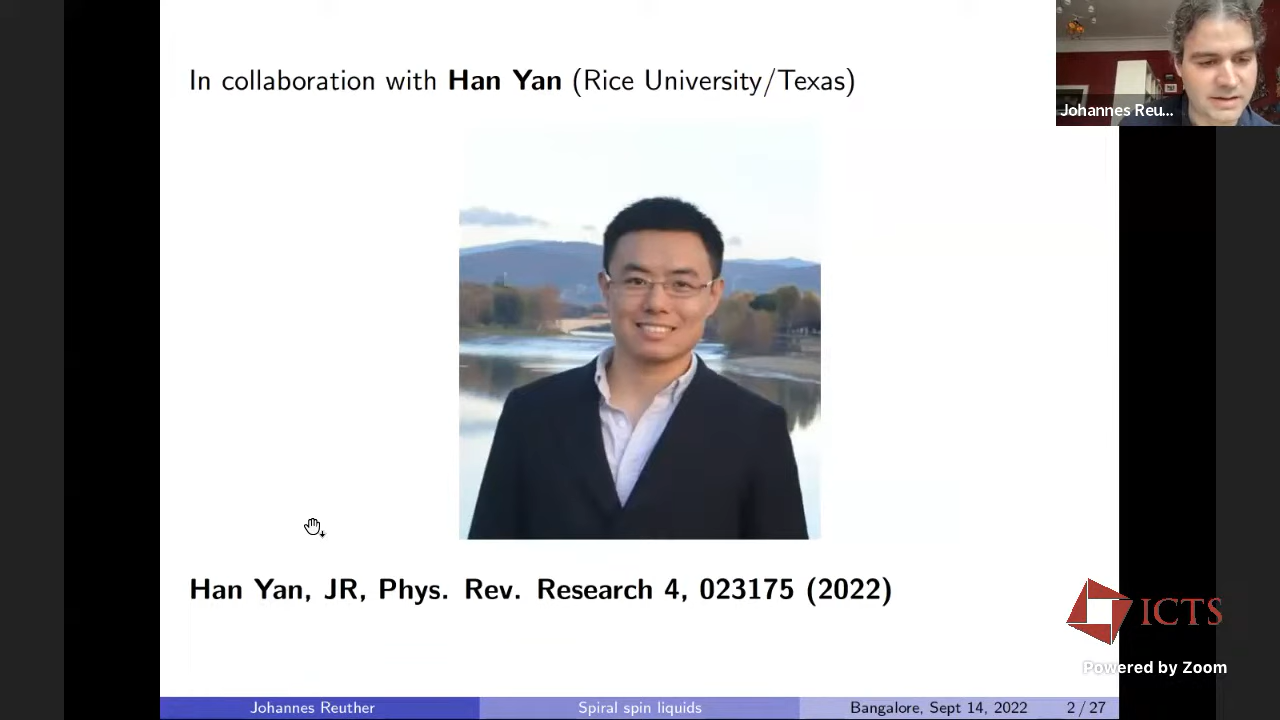 In collaboration with Han Yan (Rice University/Texas)
Johannes Reu...
Han Yan, JR, Phys. Rev. Research 4, 023175 (2022)
ICTS
Powered by Zoom
Johannes Reuther
Spiral spin liquids
Bangalore, Sept 14, 2022
2 / 27